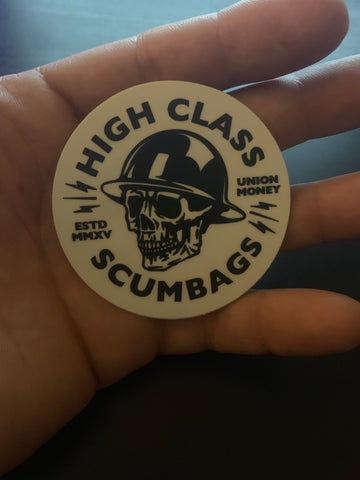 HIGH CLASS
UNION
MONEY
ESTD
MMXV
SCUMBAGS